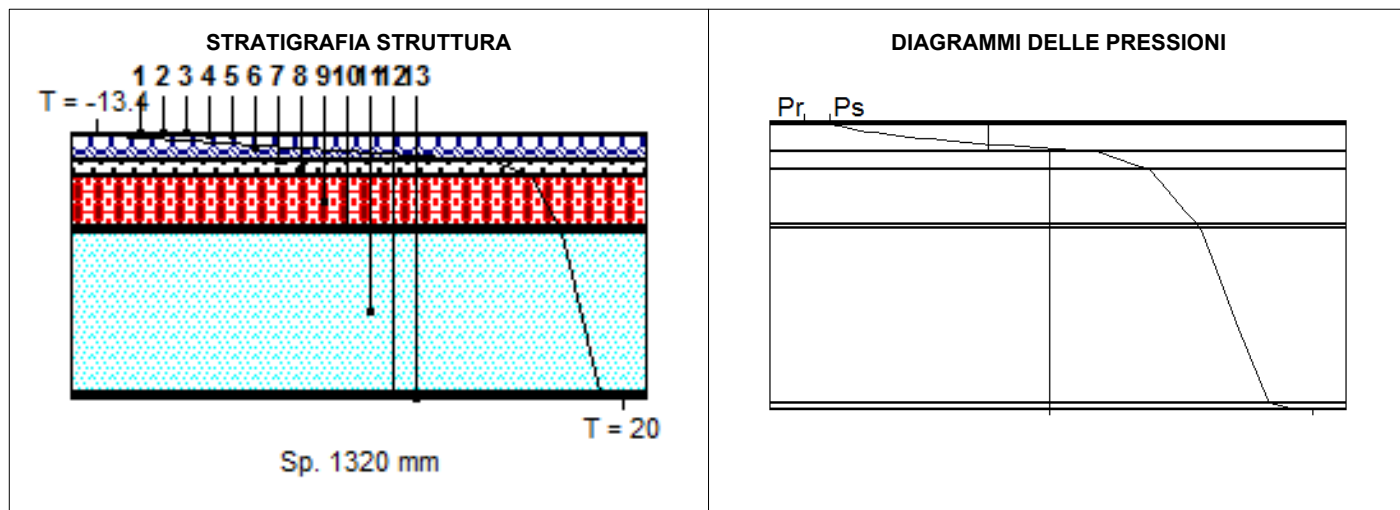 STRATIGRAFIA STRUTTURA
1 2 3 4 5 6 7 8 9 10 11 12 13
T = -13.4
T = 20
Sp. 1320 mm
DIAGRAMMI DELLE PRESSIONI
Pr Ps